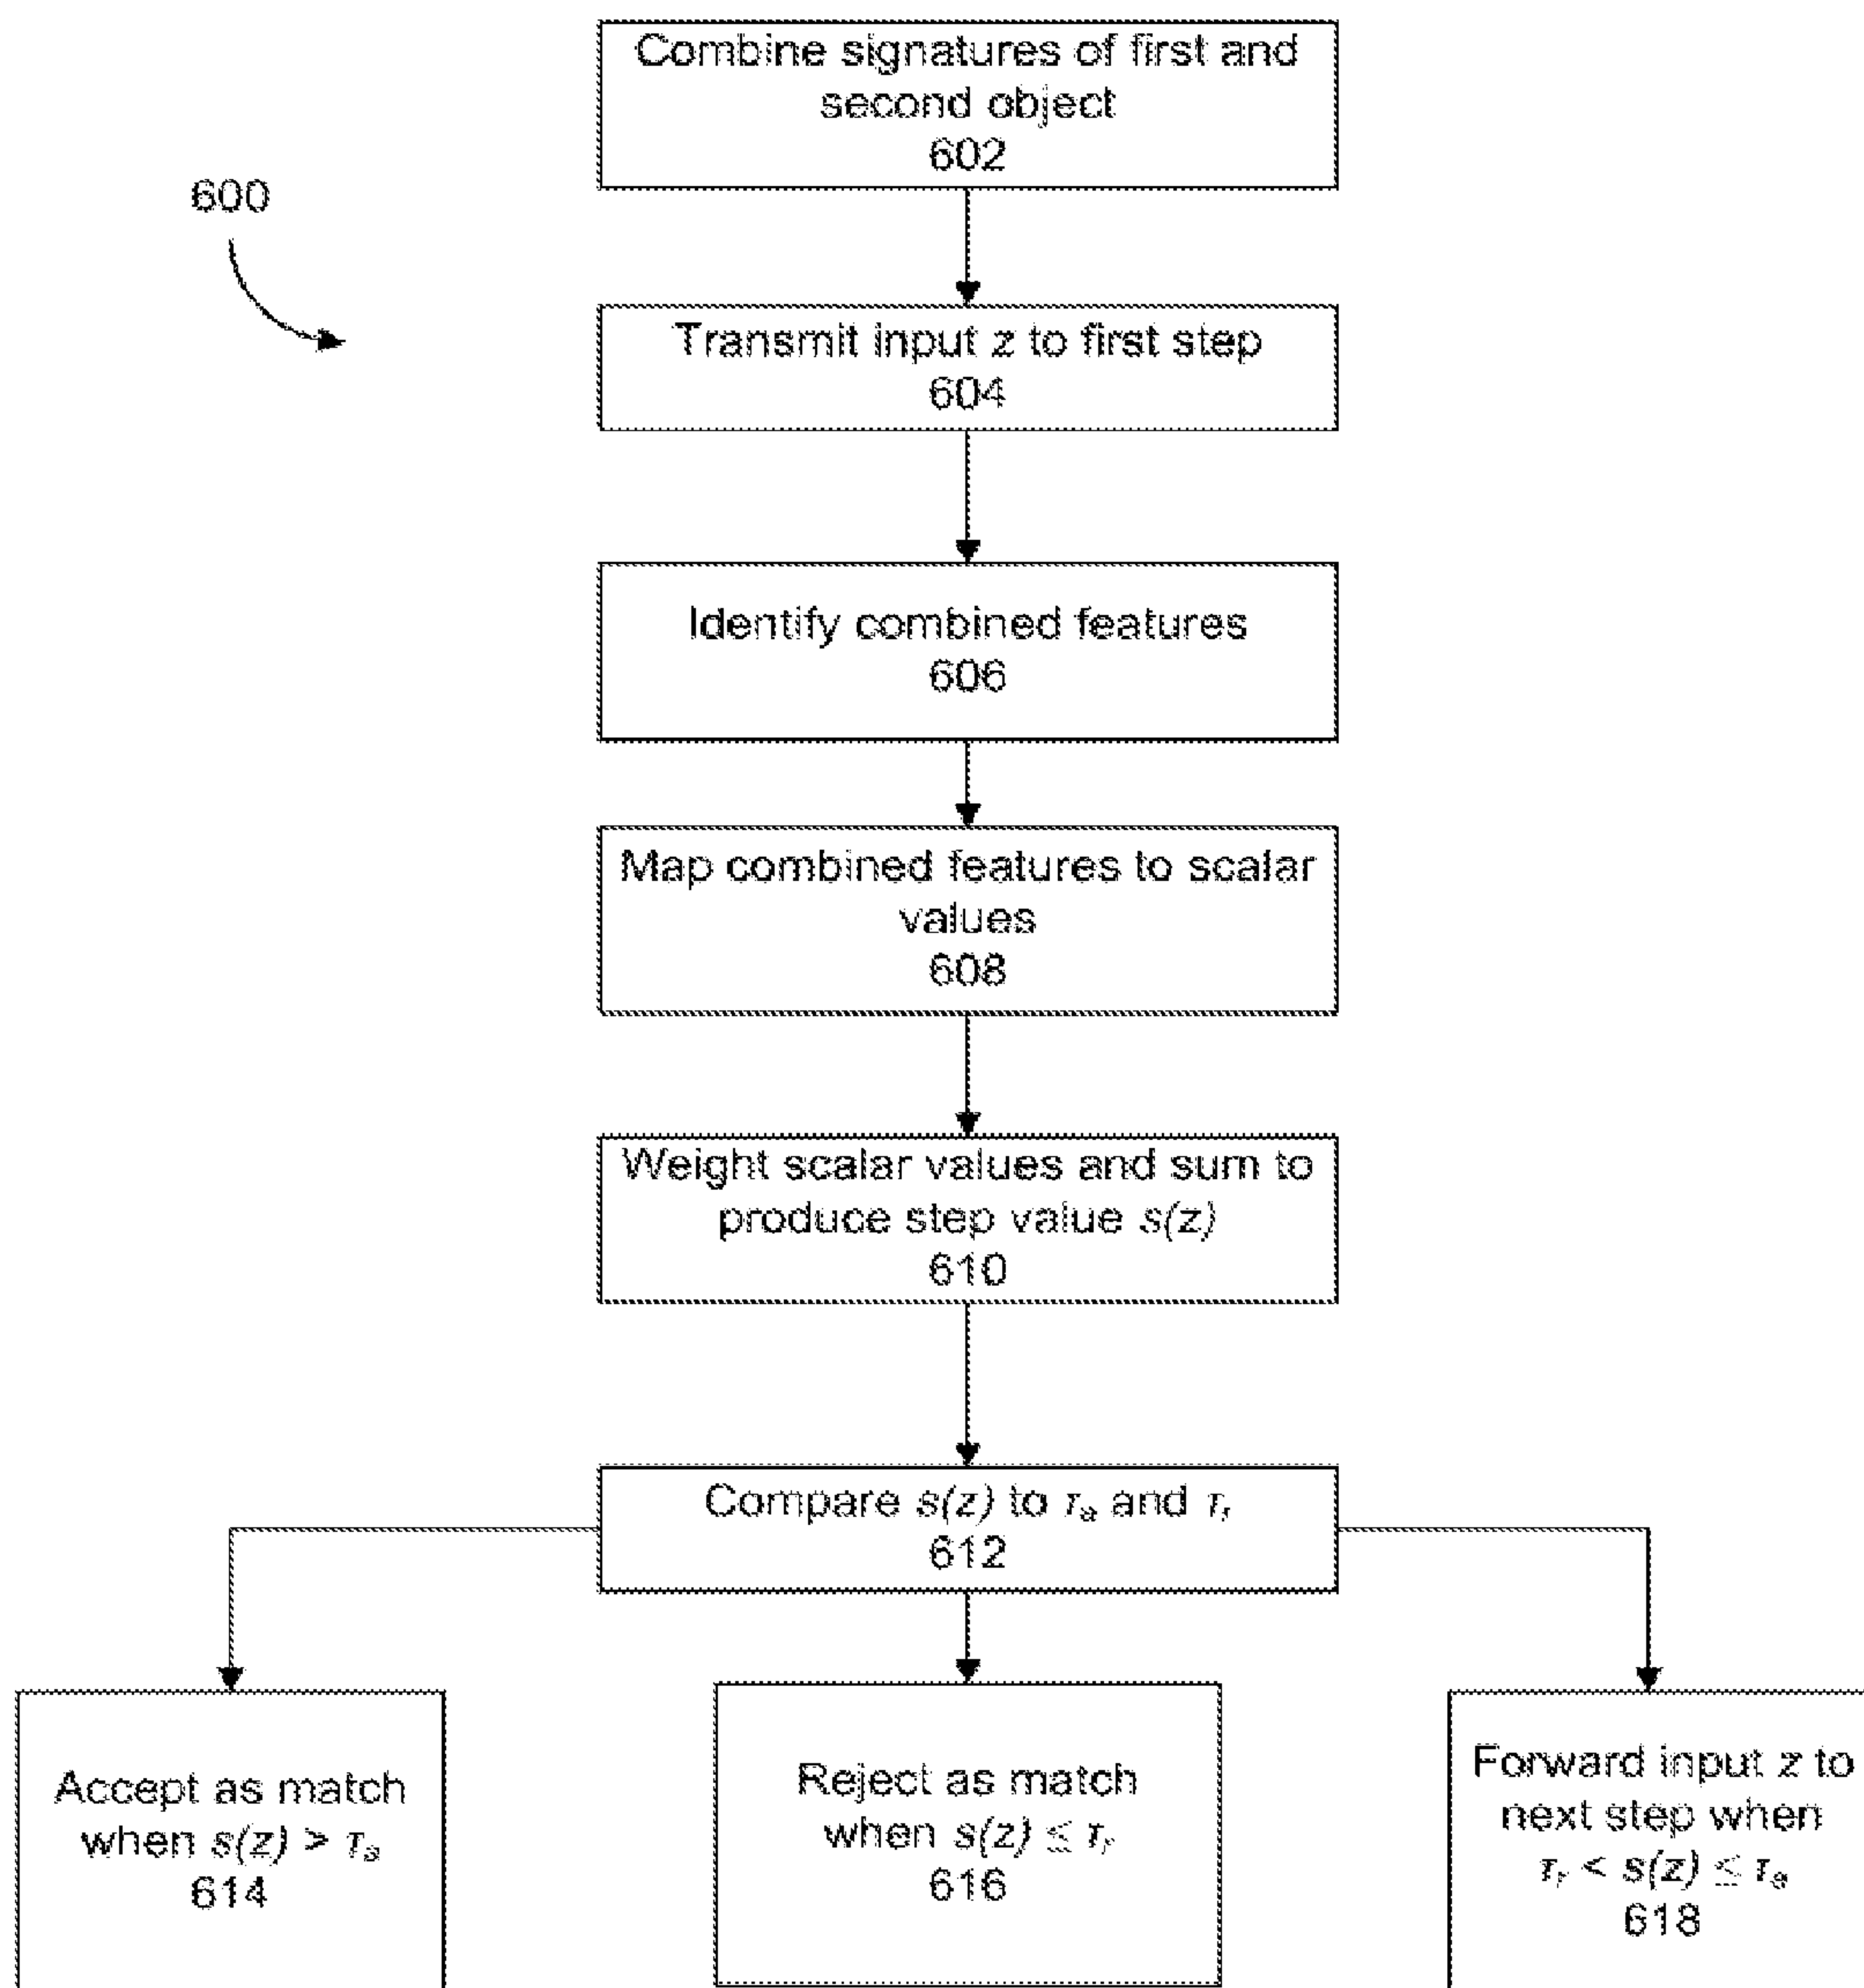 Combine signatures of first and
second object
602
600
Transmit input z to first step
604
Identify combined features
606
Map combined features to scalar
values
608
Weight scalar values and sum to
produce step value s(z)
610
Compare s(z) to τₐ and τᵣ
612
Accept as match
when s(z) > τₐ
614
Reject as match
when s(z) ≤ τᵣ
616
Forward input z to
next step when
τᵣ < s(z) ≤ τₐ
618